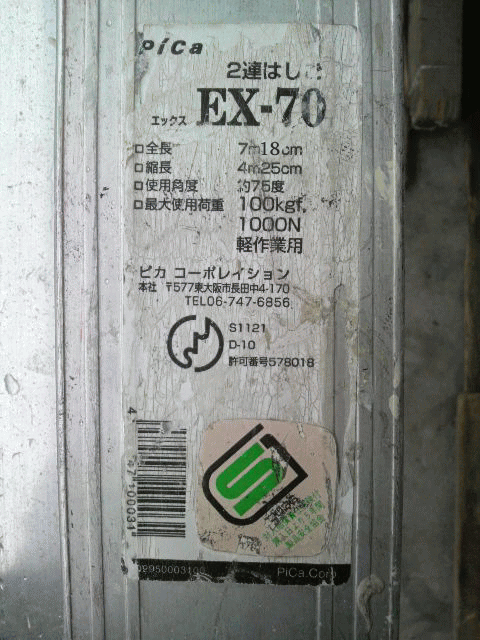 PiCa
2連はしご
エックス EX-70
□全長 7m18cm
□縮長 4m25cm
□使用角度 約75度
□最大使用荷重 100kgf,
1000N
軽作業用
ピカ コーポレイション
本社 〒577東大阪市長田中4-170
TEL06-747-6856
S1121
D-10
許可番号578018
PiCa.Corp